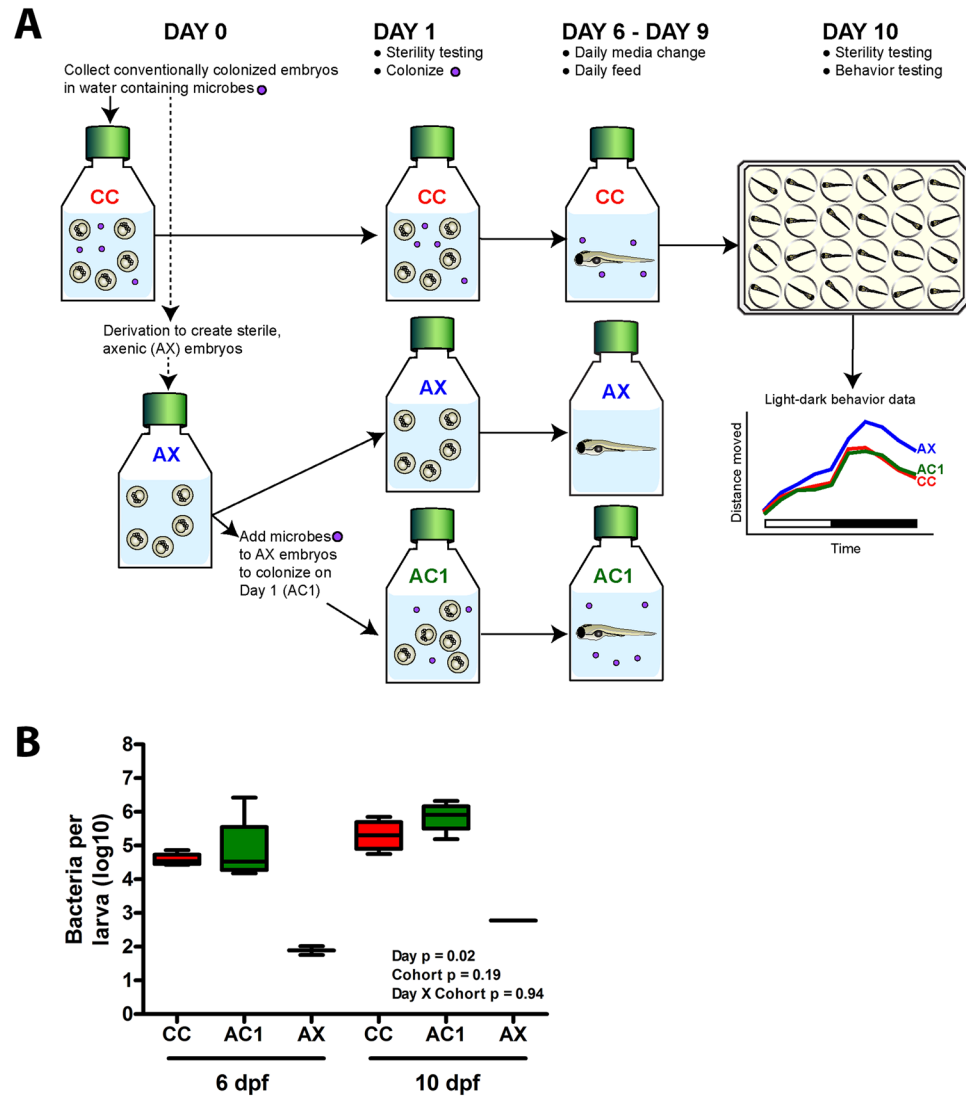 A
DAY 0
Collect conventionally colonized embryos
in water containing microbes
DAY 1
● Sterility testing
● Colonize
DAY 6 - DAY 9
● Daily media change
● Daily feed
DAY 10
● Sterility testing
● Behavior testing
CC
CC
CC
Derivation to create sterile,
axenic (AX) embryos
AX
AX
AX
Add microbes
to AX embryos
to colonize on
Day 1 (AC1)
AC1
AC1
Light-dark behavior data
Distance moved
AX
AC1
CC
Time
B
Bacteria per
larva (log10)
8
7
6
5
4
3
2
1
0
Day p = 0.02
Cohort p = 0.19
Day X Cohort p = 0.94
CC AC1 AX CC AC1 AX
6 dpf 10 dpf